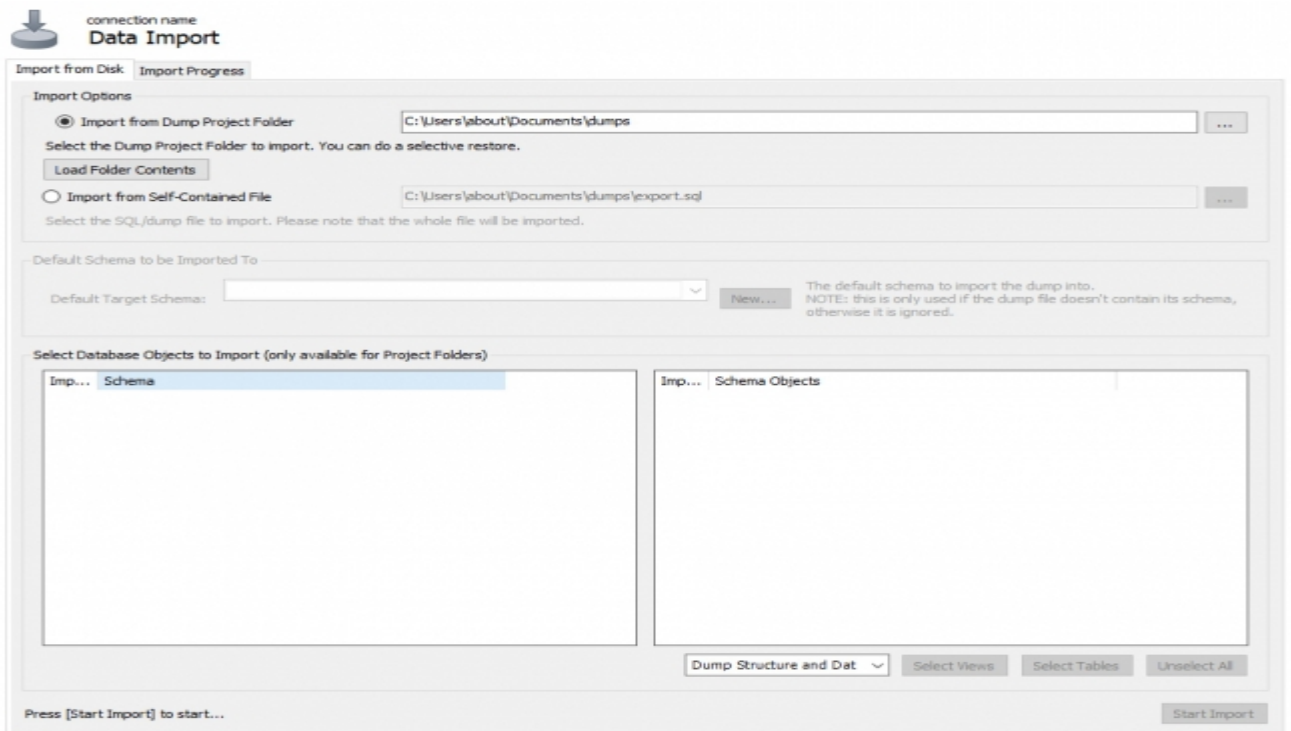 connection name
Data Import
Import from Disk Import Progress
Import Options
Import from Dump Project Folder C:\Users\about\Documents\dumps ...
Select the Dump Project Folder to import. You can do a selective restore.
Load Folder Contents
Import from Self-Contained File C:\Users\about\Documents\dumps\export.sql ...
Select the SQL/dump file to import. Please note that the whole file will be imported.
Default Schema to be Imported To
Default Target Schema: New...
The default schema to import the dump into.
NOTE: this is only used if the dump file doesn't contain its schema,
otherwise it is ignored.
Select Database Objects to Import (only available for Project Folders)
Imp... Schema Imp... Schema Objects
Dump Structure and Dat Select Views Select Tables Unselect All
Press [Start Import] to start... Start Import